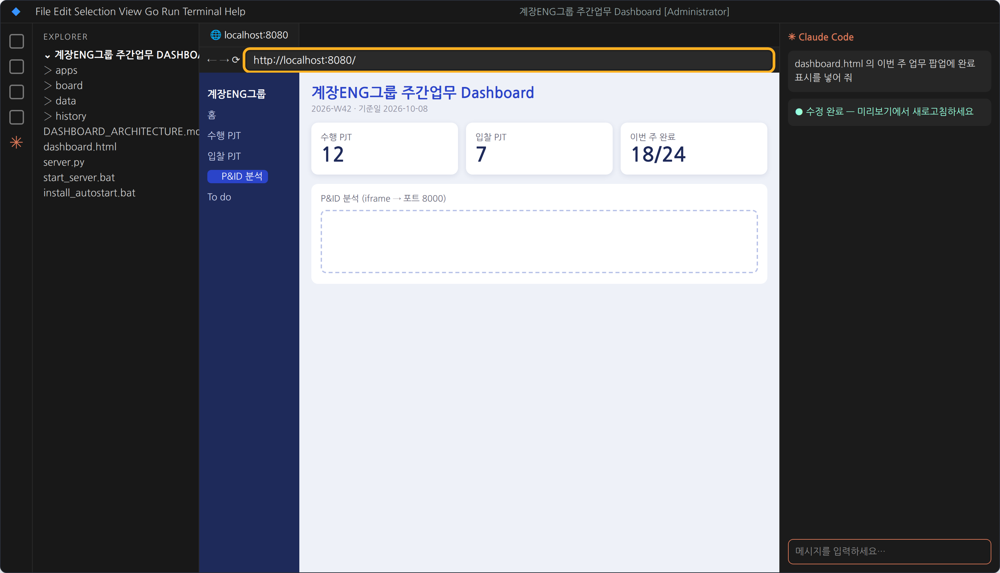 File Edit Selection View Go Run Terminal Help
계장ENG그룹 주간업무 Dashboard [Administrator]
EXPLORER
⌄ 계장ENG그룹 주간업무 DASHBOA
> apps
> board
> data
> history
DASHBOARD_ARCHITECTURE.md
dashboard.html
server.py
start_server.bat
install_autostart.bat
localhost:8080
← → ⟳ http://localhost:8080/
계장ENG그룹
홈
수행 PJT
입찰 PJT
P&ID 분석
To do
계장ENG그룹 주간업무 Dashboard
2026-W42 · 기준일 2026-10-08
수행 PJT
12
입찰 PJT
7
이번 주 완료
18/24
P&ID 분석 (iframe → 포트 8000)
✳ Claude Code
dashboard.html 의 이번 주 업무 팝업에 완료
표시를 넣어 줘
● 수정 완료 — 미리보기에서 새로고침하세요
메시지를 입력하세요…